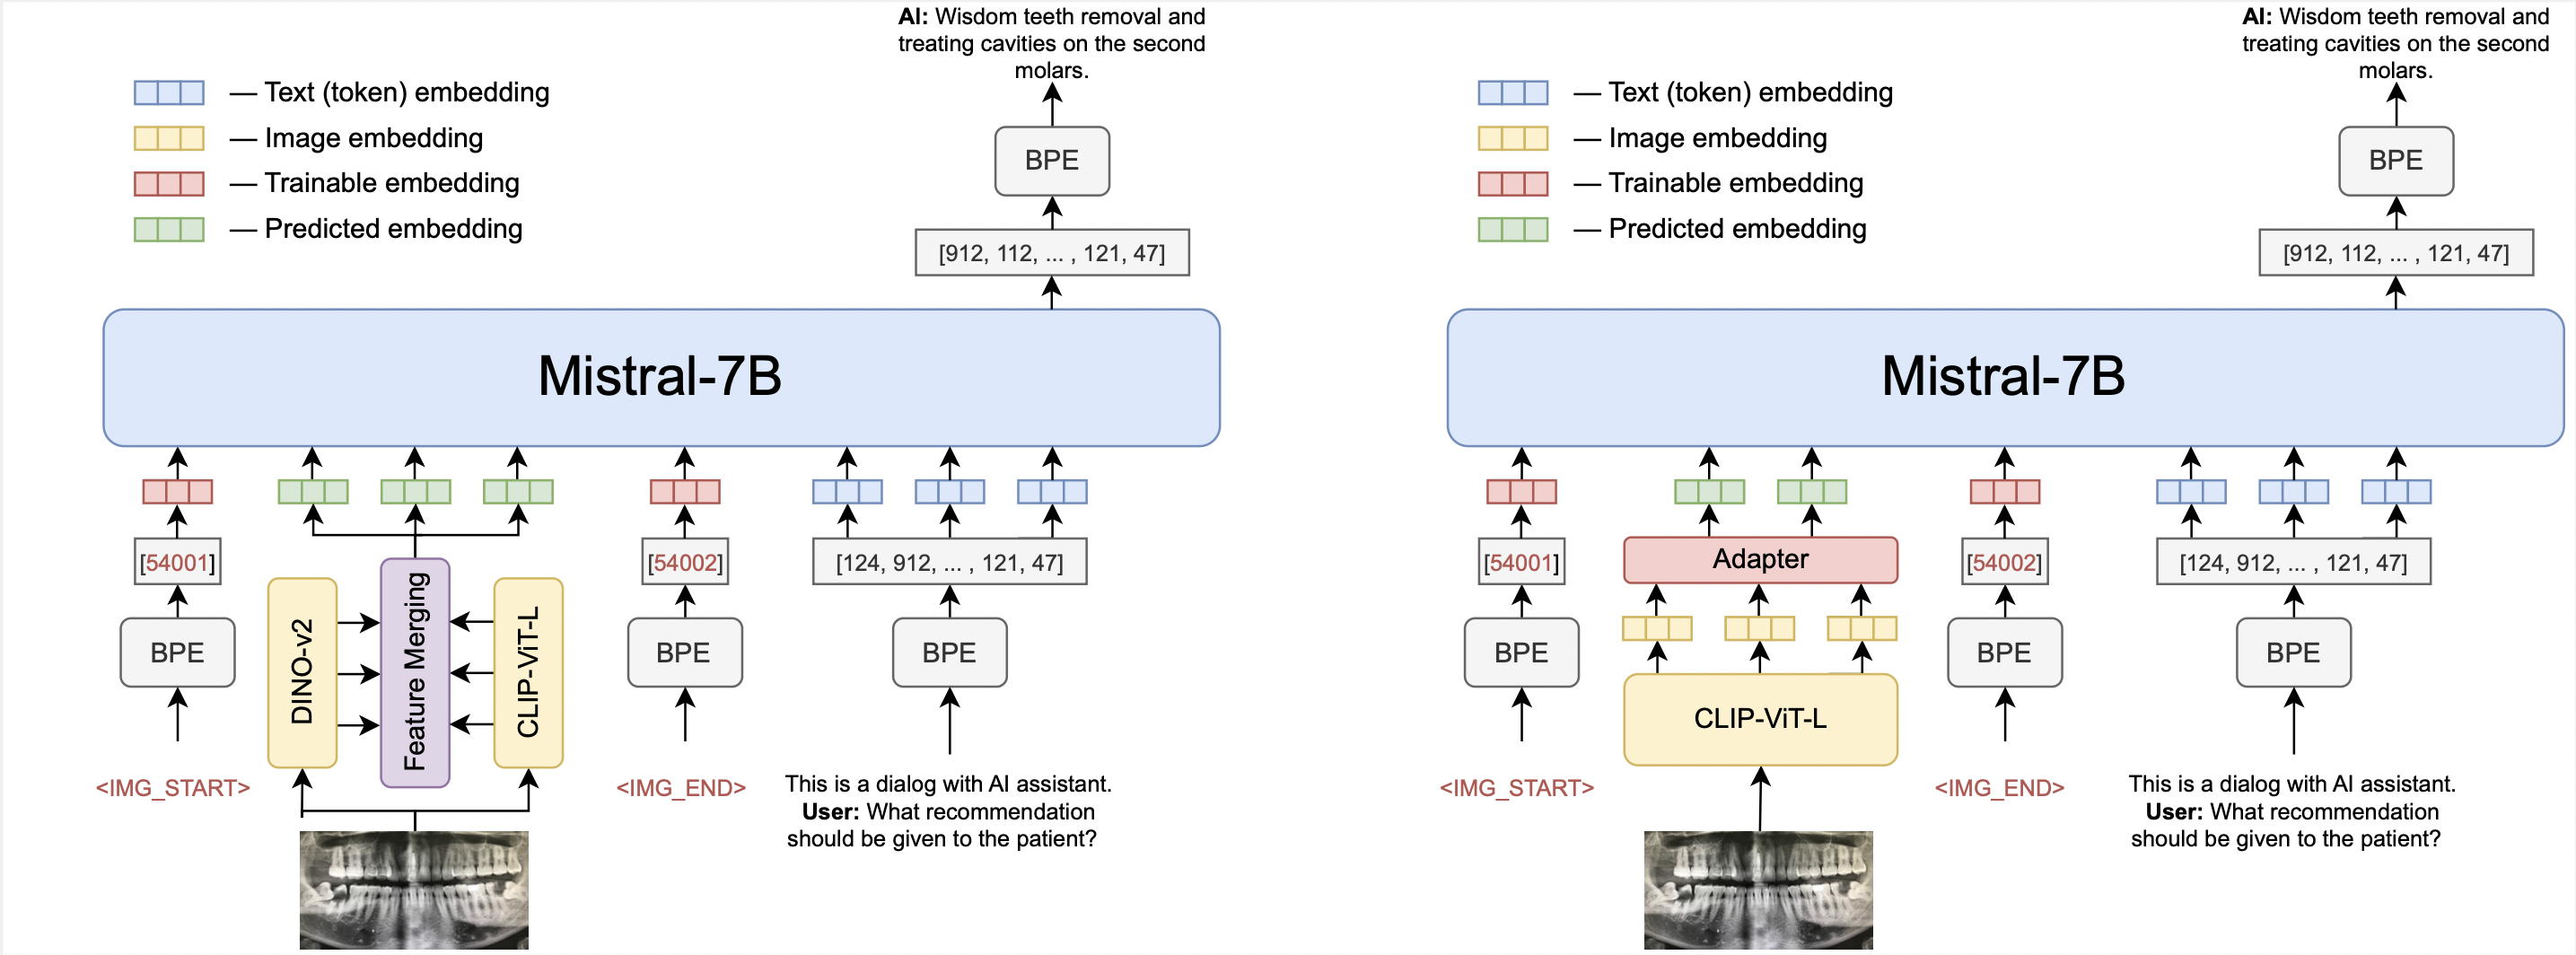 AI: Wisdom teeth removal and
treating cavities on the second
molars.
— Text (token) embedding
— Image embedding
— Trainable embedding
— Predicted embedding
BPE
[912, 112, ... , 121, 47]
Mistral-7B
[54001]
[54002]
[124, 912, ... , 121, 47]
BPE
DINO-v2
Feature Merging
CLIP-ViT-L
BPE
BPE
<IMG_START>
<IMG_END>
This is a dialog with AI assistant.
User: What recommendation
should be given to the patient?
AI: Wisdom teeth removal and
treating cavities on the second
molars.
— Text (token) embedding
— Image embedding
— Trainable embedding
— Predicted embedding
BPE
[912, 112, ... , 121, 47]
Mistral-7B
[54001]
Adapter
[54002]
[124, 912, ... , 121, 47]
BPE
CLIP-ViT-L
BPE
BPE
<IMG_START>
<IMG_END>
This is a dialog with AI assistant.
User: What recommendation
should be given to the patient?